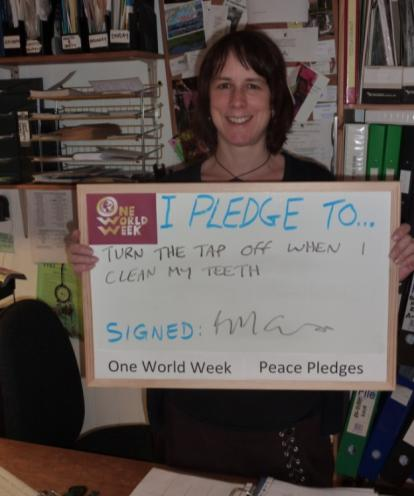 ONE
WORLD
WEEK
I PLEDGE TO...
TURN THE TAP OFF WHEN I
CLEAN MY TEETH
SIGNED:
One World Week Peace Pledges